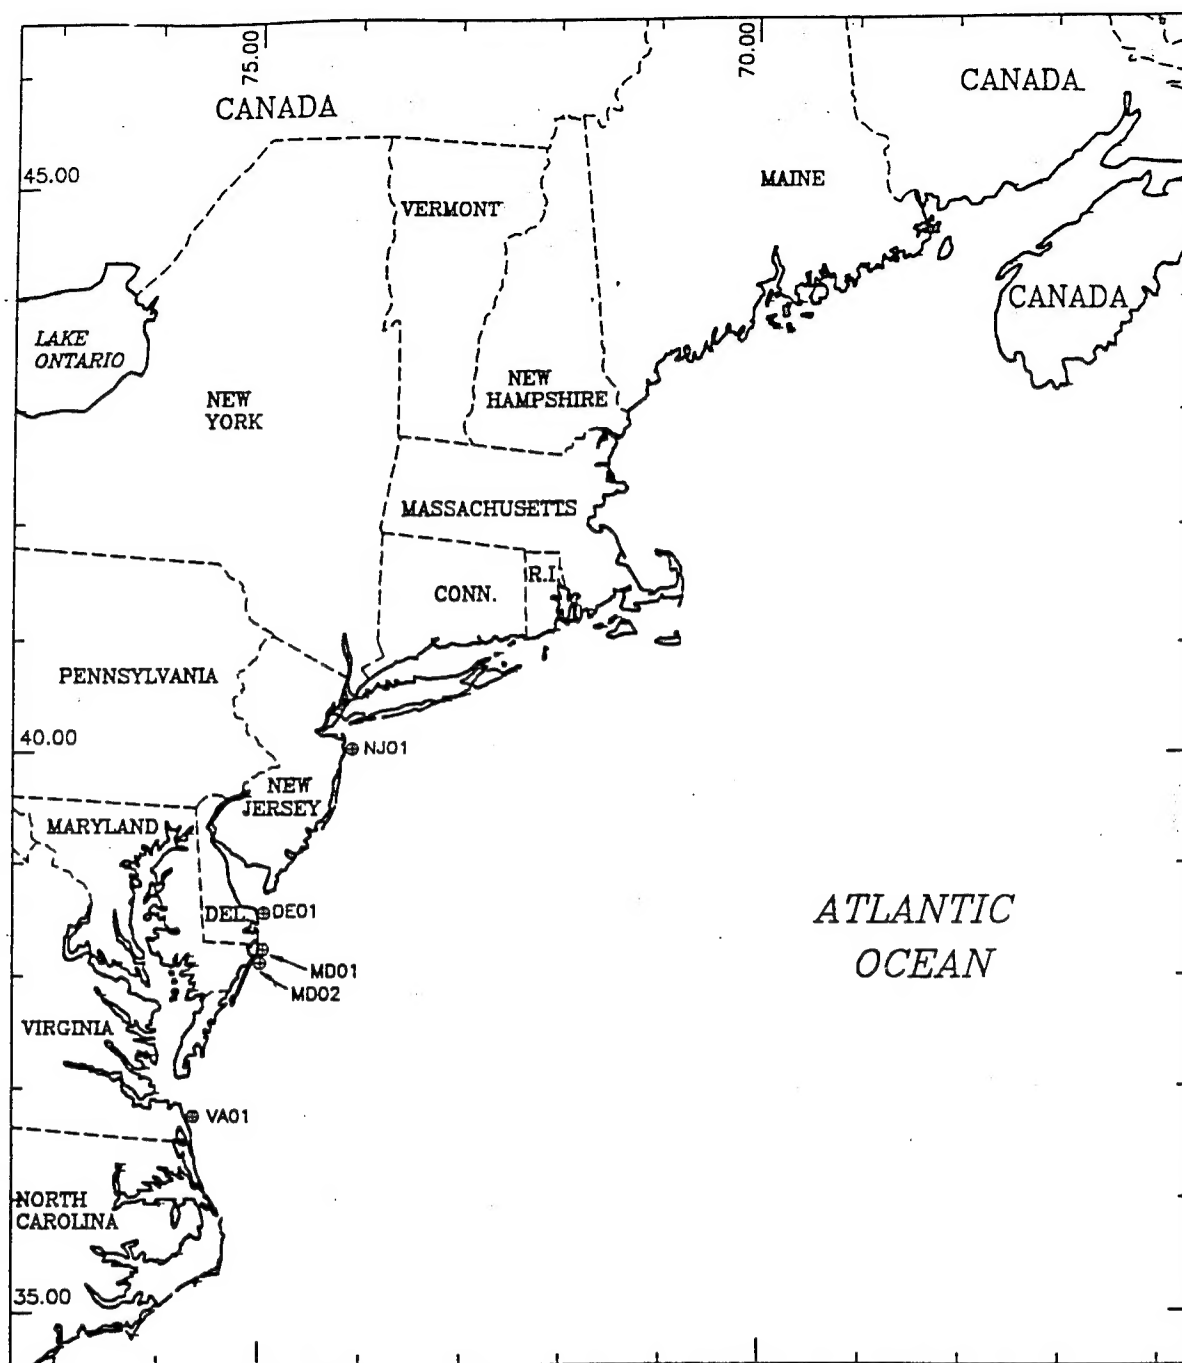 75.00
70.00
CANADA
CANADA
45.00
MAINE
VERMONT
CANADA
LAKE
ONTARIO
NEW
YORK
NEW
HAMPSHIRE
MASSACHUSETTS
R.I.
CONN.
PENNSYLVANIA
40.00
NJ01
NEW
JERSEY
MARYLAND
DEL.
DE01
ATLANTIC
OCEAN
MD01
MD02
VIRGINIA
VA01
NORTH
CAROLINA
35.00